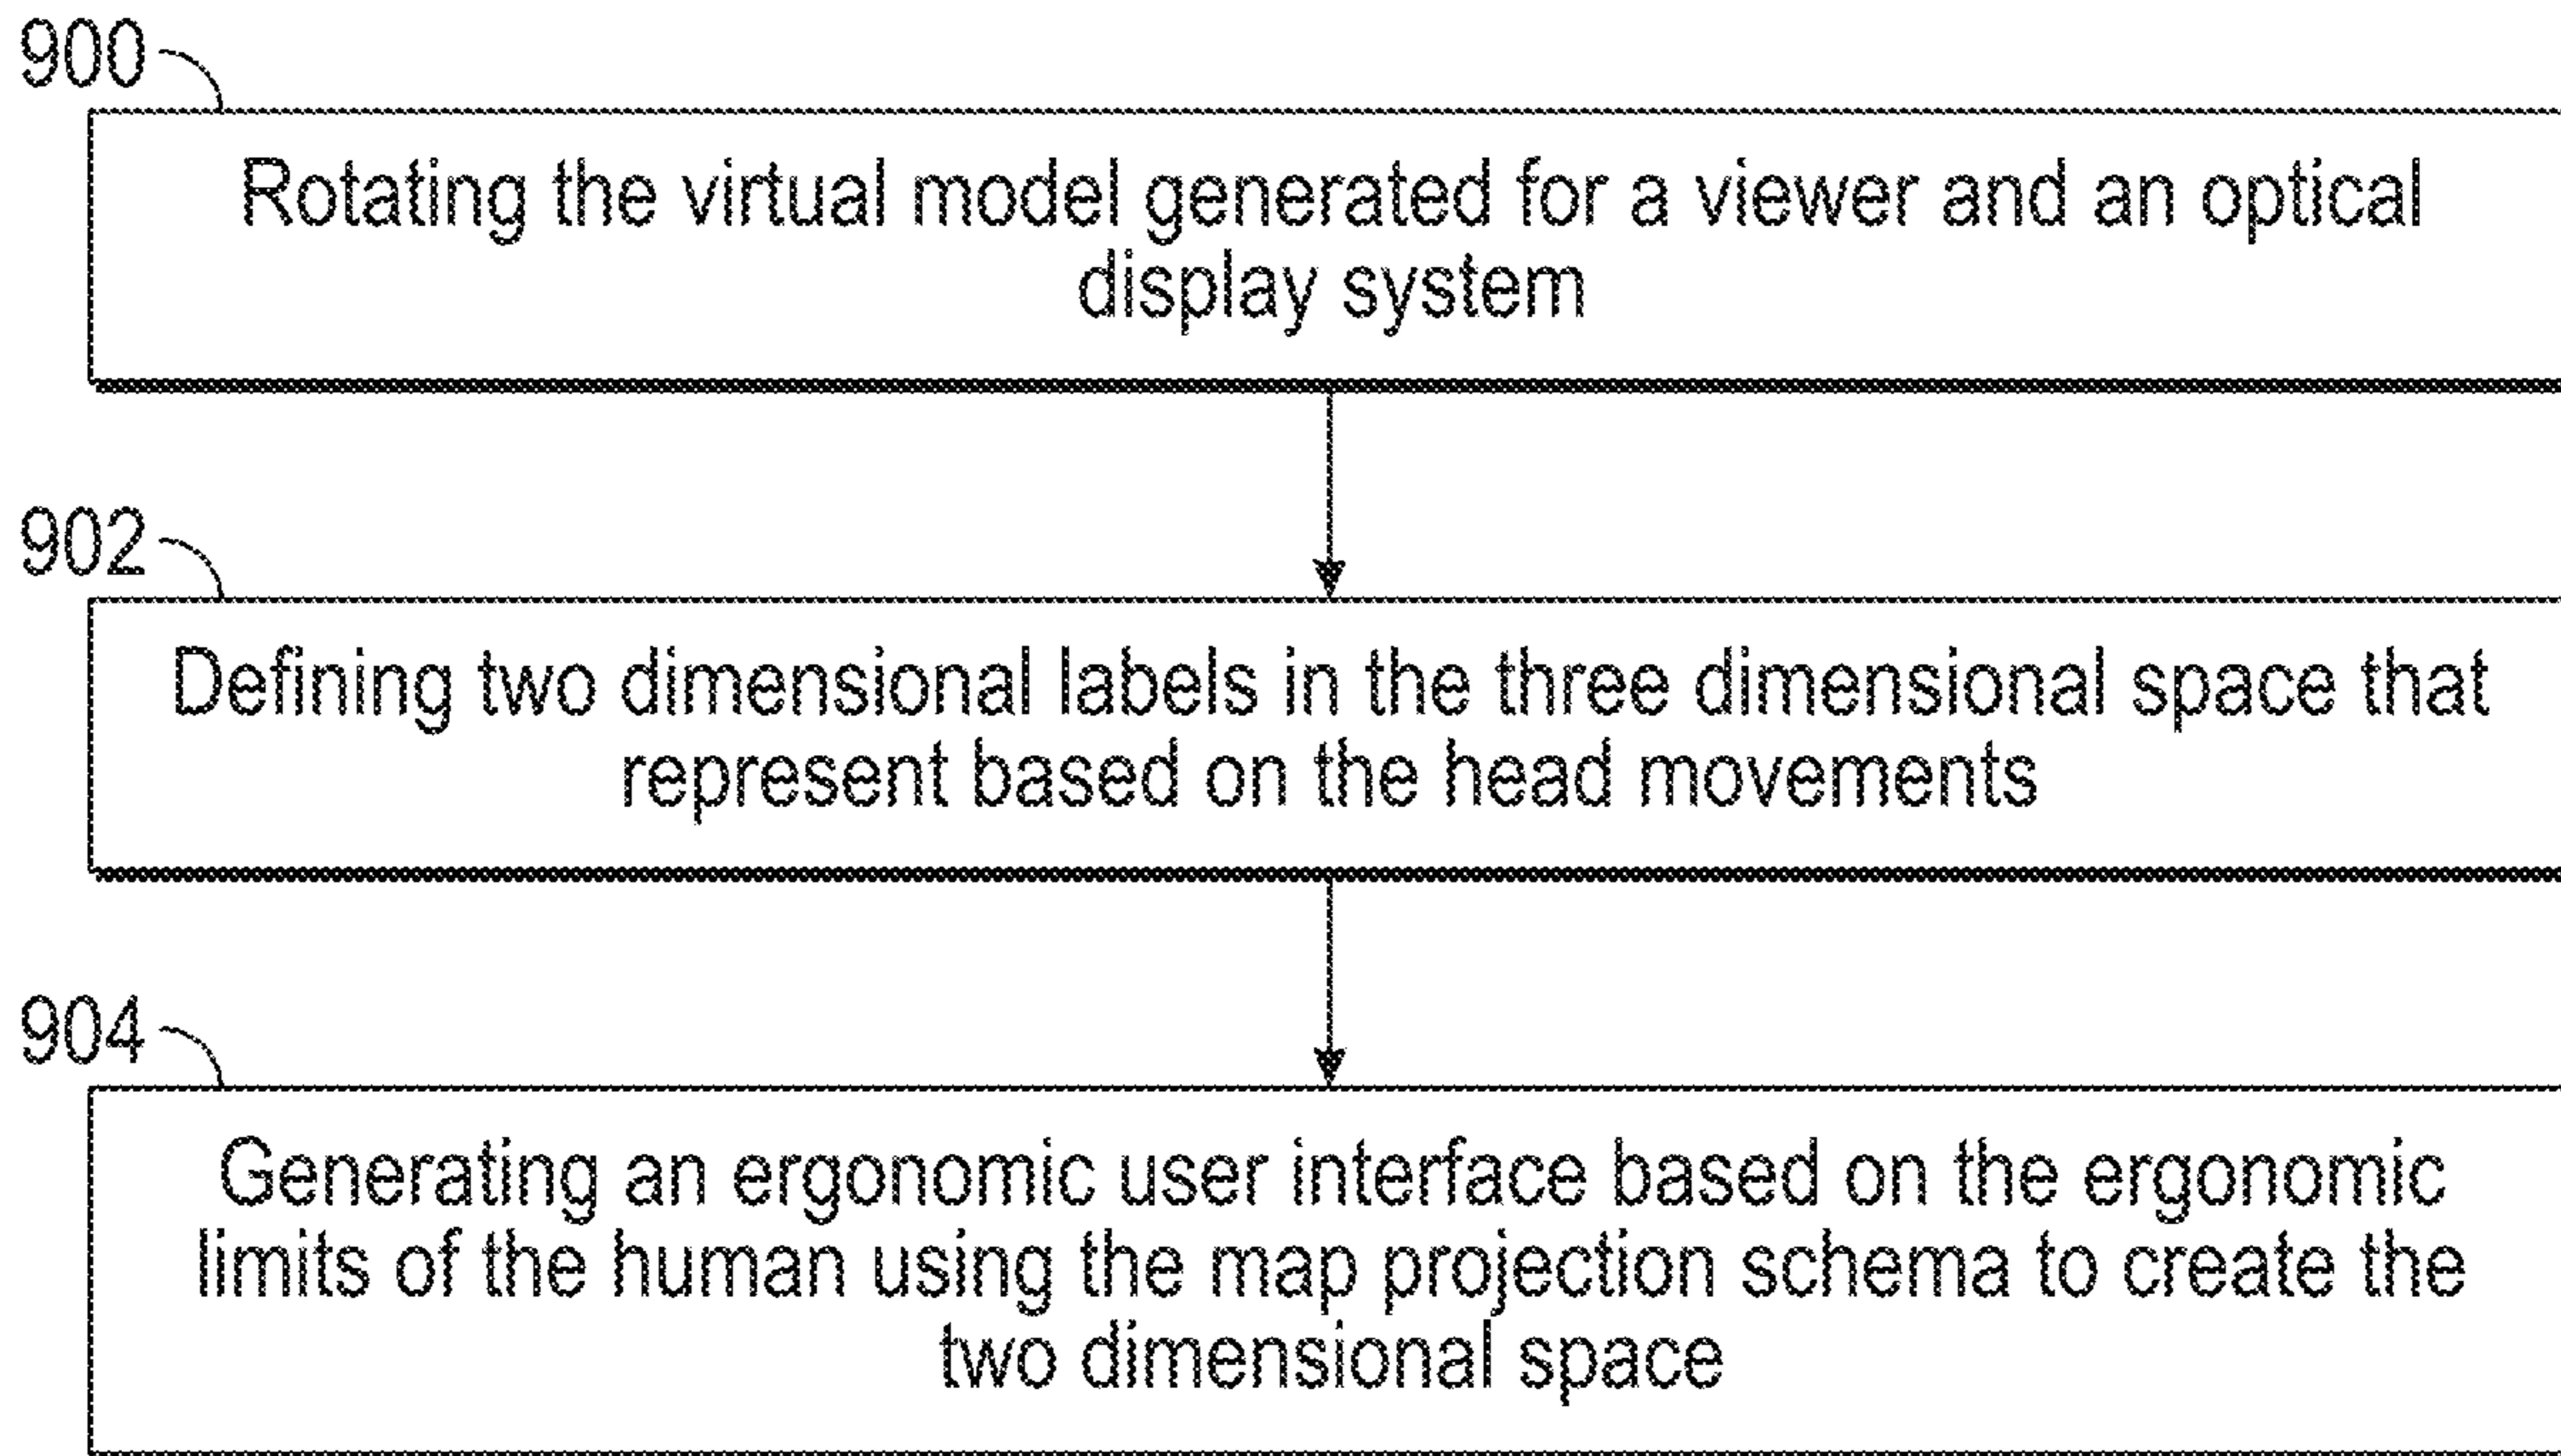 900
Rotating the virtual model generated for a viewer and an optical
display system
902
Defining two dimensional labels in the three dimensional space that
represent based on the head movements
904
Generating an ergonomic user interface based on the ergonomic
limits of the human using the map projection schema to create the
two dimensional space